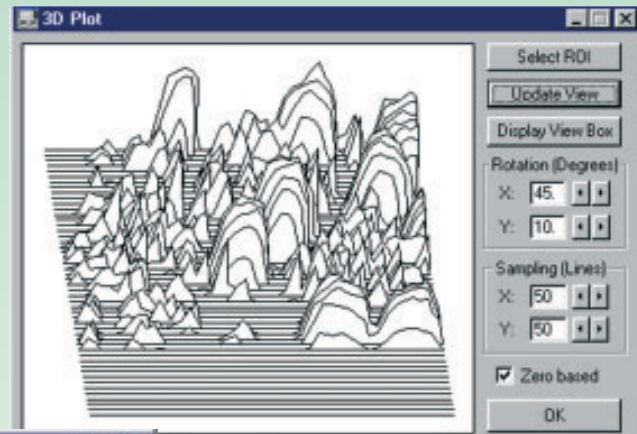 3D Plot
Select ROI
Update View
Display View Box
Rotation (Degrees)
X: 45.
Y: 10.
Sampling (Lines)
X: 50
Y: 50
Zero based
OK